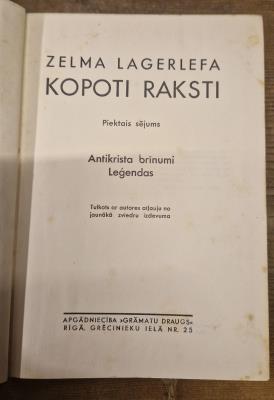 ZELMA LAGERLEFA
KOPOTI RAKSTI
Piektais sējums
Antikrista brīnumi
Leģendas
Tulkots ar autores atļauju no
jaunākā zviedru izdevuma
APGĀDNIECĪBA »GRĀMATU DRAUGS«
RĪGĀ, GRĒCINIEKU IELĀ NR. 25